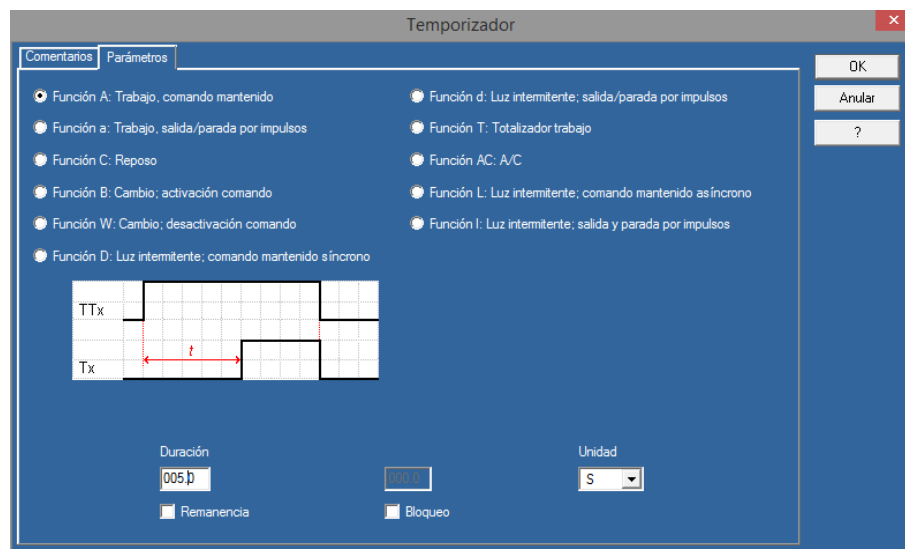 Temporizador
Comentarios Parámetros
OK
Anular
?
Función A: Trabajo, comando mantenido
Función a: Trabajo, salida/parada por impulsos
Función C: Reposo
Función B: Cambio; activación comando
Función W: Cambio; desactivación comando
Función D: Luz intermitente; comando mantenido síncrono
Función d: Luz intermitente; salida/parada por impulsos
Función T: Totalizador trabajo
Función AC: A/C
Función L: Luz intermitente; comando mantenido asíncrono
Función l: Luz intermitente; salida y parada por impulsos
TTx
t
Tx
Duración
005.0
000.0
Unidad
S
Remanencia
Bloqueo